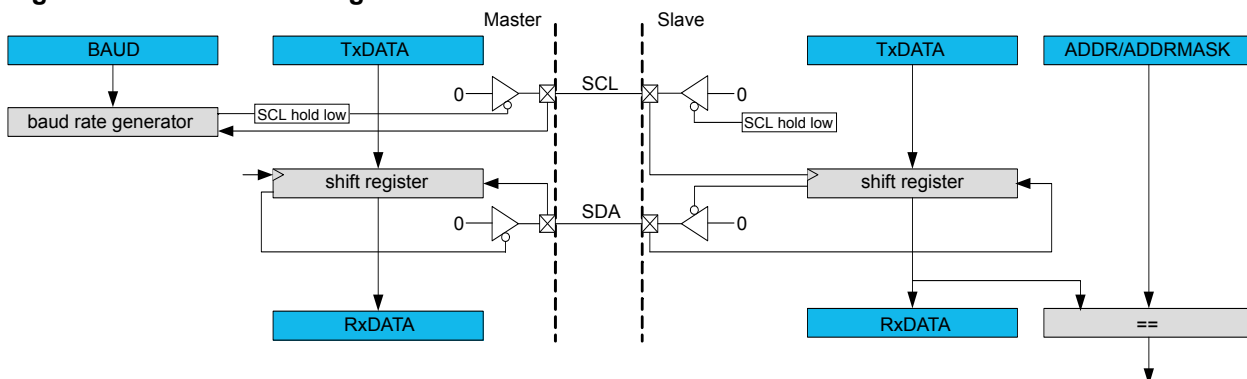 Master
Slave
BAUD
TxDATA
TxDATA
ADDR/ADDRMASK
SCL
0
0
baud rate generator
SCL hold low
SCL hold low
shift register
shift register
SDA
0
0
RxDATA
RxDATA
==